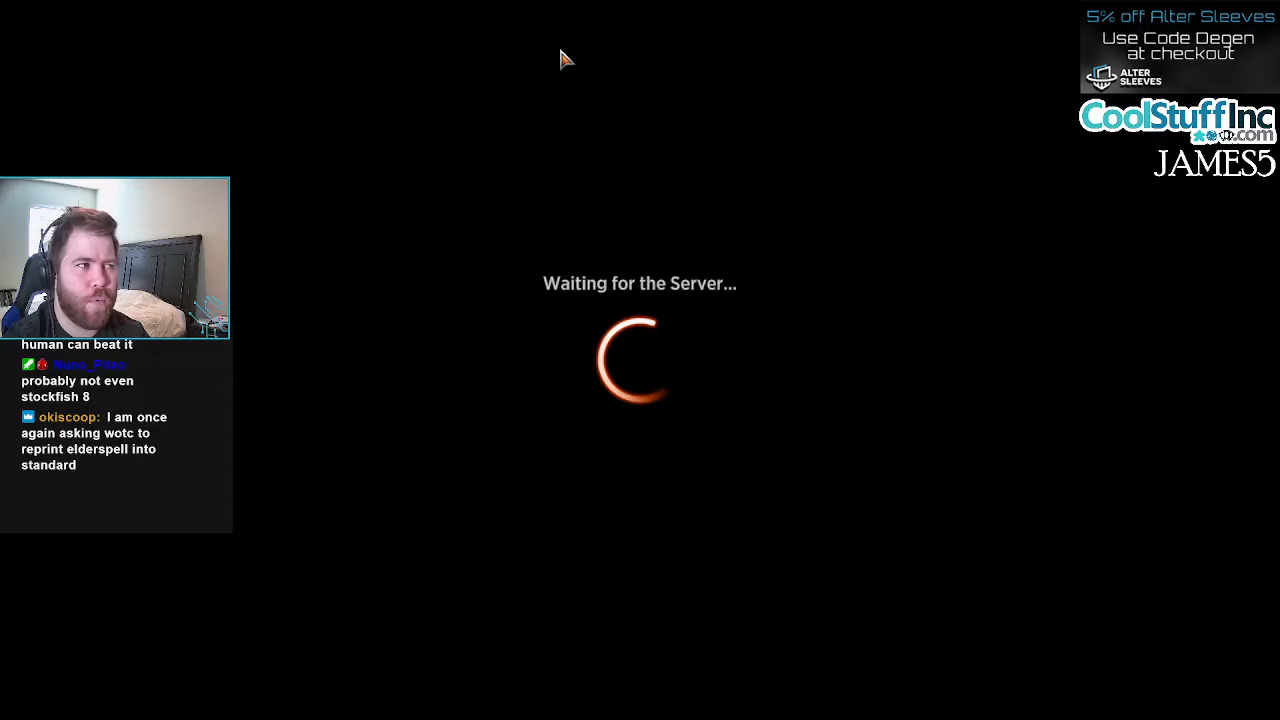 5% off Alter Sleeves
Use Code Degen
at checkout
ALTER
SLEEVES
CoolStuffInc
.com
JAMES5
Waiting for the Server...
human can beat it
probably not even
stockfish 8
okiscoop: I am once
again asking wotc to
reprint elderspell into
standard